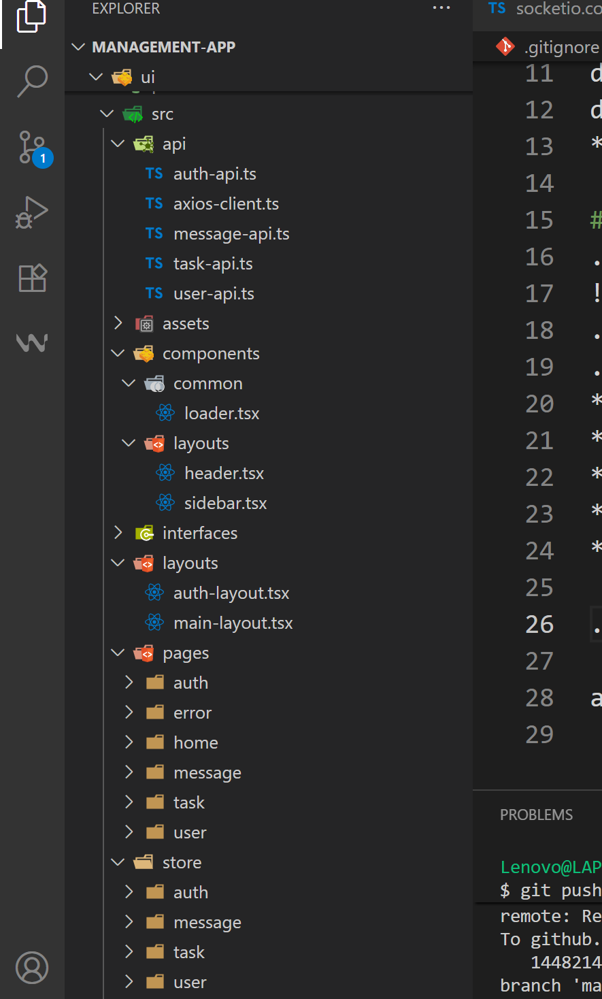 EXPLORER
MANAGEMENT-APP
ui
src
api
TS auth-api.ts
TS axios-client.ts
TS message-api.ts
TS task-api.ts
TS user-api.ts
assets
components
common
loader.tsx
layouts
header.tsx
sidebar.tsx
interfaces
layouts
auth-layout.tsx
main-layout.tsx
pages
auth
error
home
message
task
user
store
auth
message
task
user
1
TS socketio.co
.gitignore
11 d
12 d
13 *
14
15 #
16 .
17 !
18 .
19 .
20 *
21 *
22 *
23 *
24 *
25
26 .
27
28 a
29
PROBLEMS
Lenovo@LAP
$ git push
remote: Re
To github.
1448214
branch 'ma